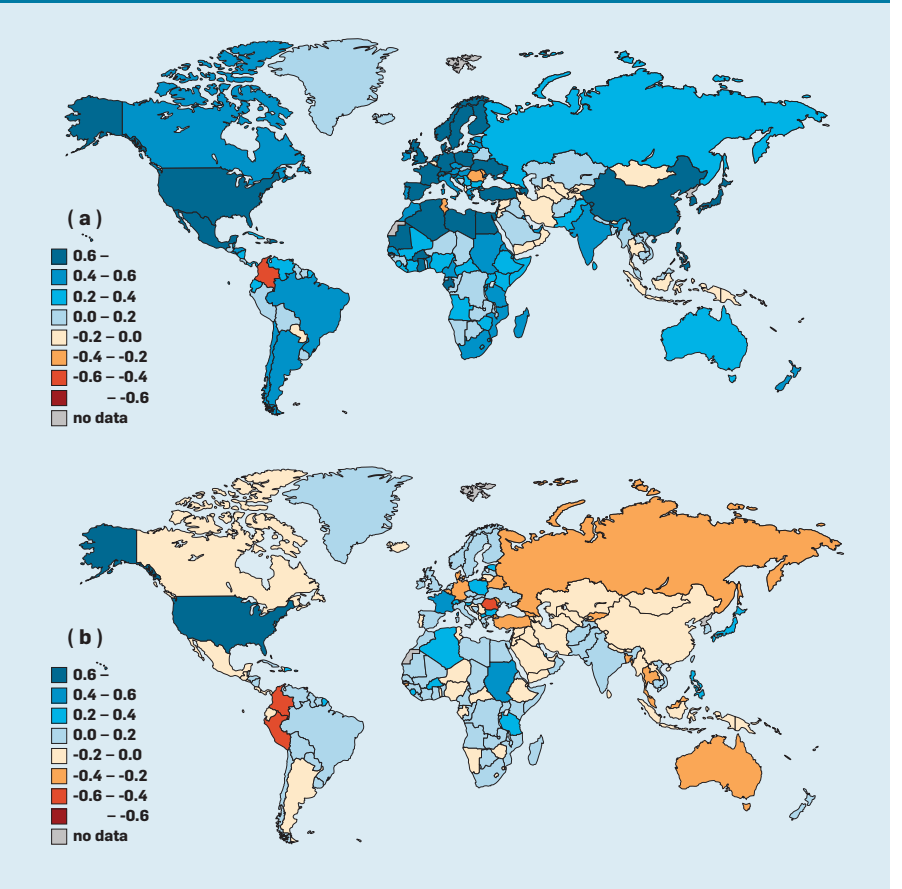 ( a )
0.6 –
0.4 – 0.6
0.2 – 0.4
0.0 – 0.2
-0.2 – 0.0
-0.4 – -0.2
-0.6 – -0.4
– -0.6
no data
( b )
0.6 –
0.4 – 0.6
0.2 – 0.4
0.0 – 0.2
-0.2 – 0.0
-0.4 – -0.2
-0.6 – -0.4
– -0.6
no data